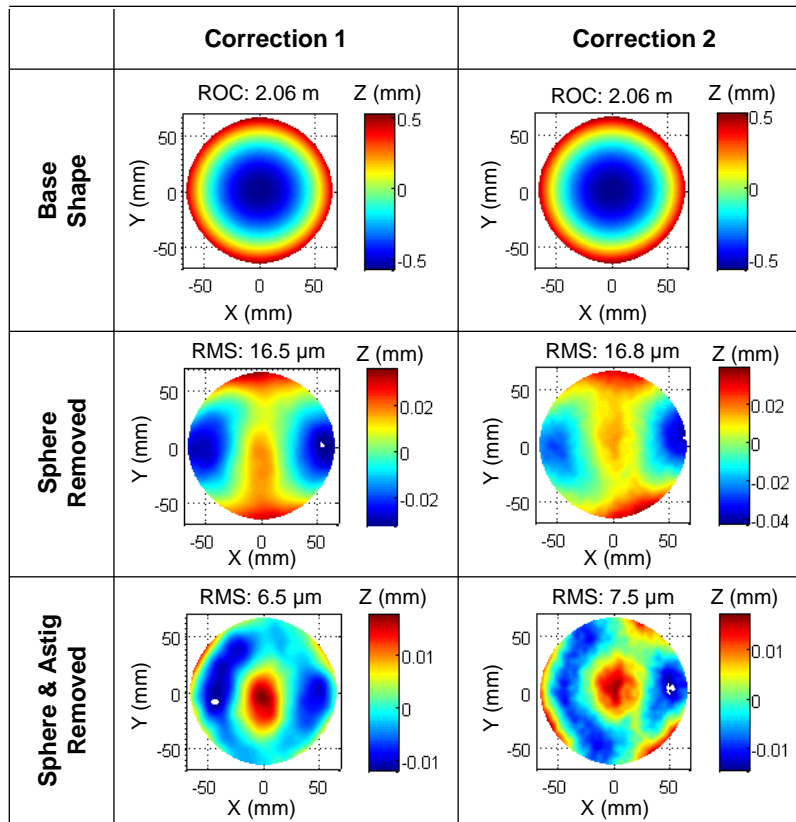 Correction 1
Correction 2
Base Shape
ROC: 2.06 m
Z (mm)
50
0
-50
Y (mm)
-50 0 50
X (mm)
0.5
0
-0.5
ROC: 2.06 m
Z (mm)
50
0
-50
Y (mm)
-50 0 50
X (mm)
0.5
0
-0.5
Sphere Removed
RMS: 16.5 µm
Z (mm)
50
0
-50
Y (mm)
-50 0 50
X (mm)
0.02
0
-0.02
RMS: 16.8 µm
Z (mm)
50
0
-50
Y (mm)
-50 0 50
X (mm)
0.02
0
-0.02
-0.04
Sphere & Astig Removed
RMS: 6.5 µm
Z (mm)
50
0
-50
Y (mm)
-50 0 50
X (mm)
0.01
0
-0.01
RMS: 7.5 µm
Z (mm)
50
0
-50
Y (mm)
-50 0 50
X (mm)
0.01
0
-0.01